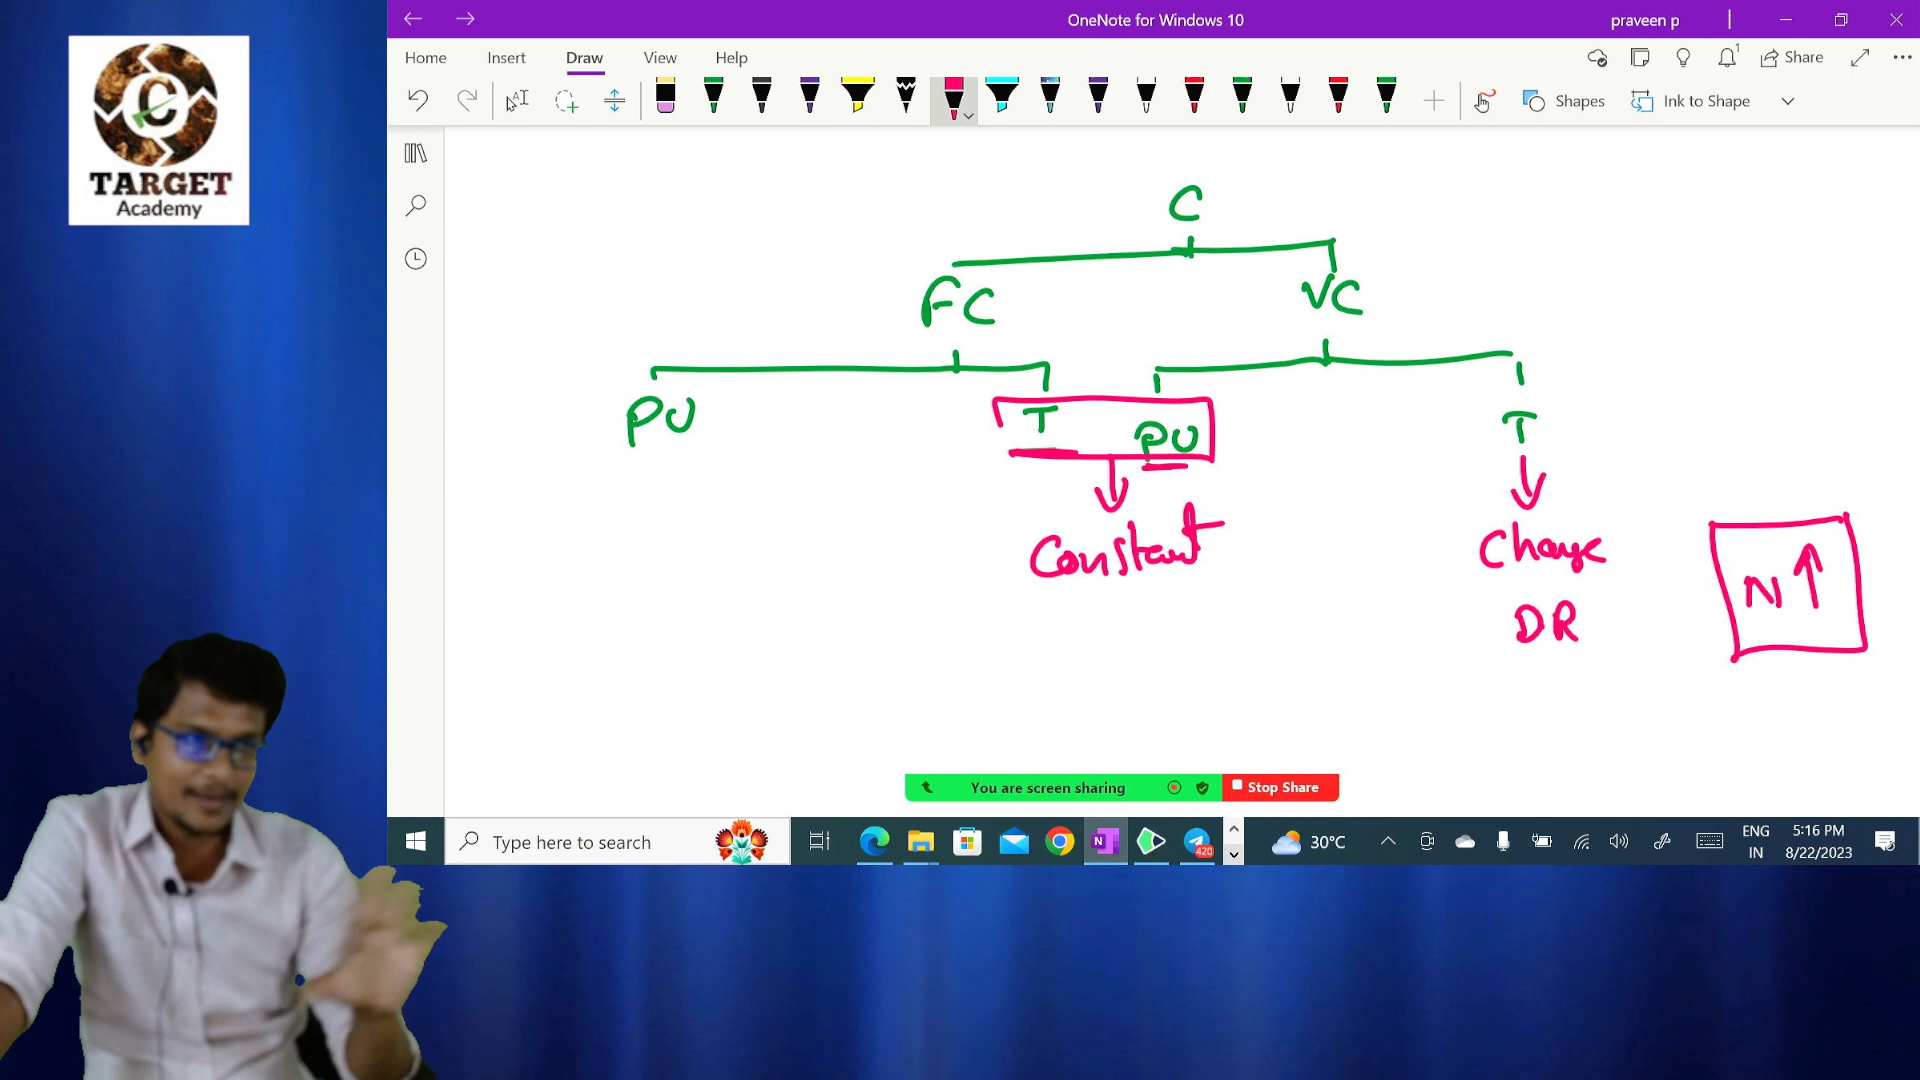 TARGET
Academy
OneNote for Windows 10
praveen p
Home Insert Draw View Help
1
Share
Shapes
Ink to Shape
C
FC VC
PU T PU T
Constant
Change
DR
N ↑
You are screen sharing
Stop Share
Type here to search
N
420
30°C
ENG
IN
5:16 PM
8/22/2023